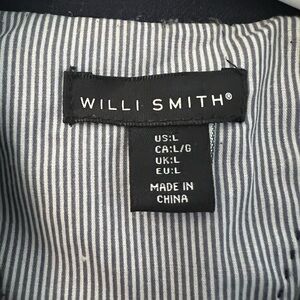 WILLI SMITH®
US:L
CA:L/G
UK:L
EU:L
MADE IN
CHINA